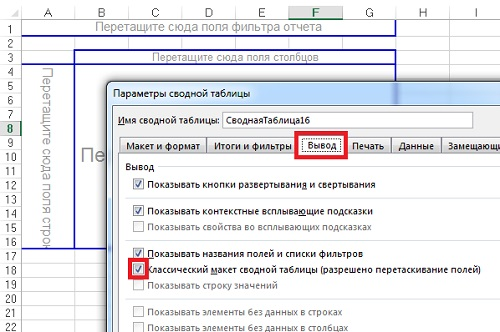 A B C D E F G H I
1 Перетащите сюда поля фильтра отчета
2
3 Перетащите сюда поля столбцов
4
5
6
7
8
9
10
11
12
13
14
15
16
17
18
19
20
21
22
Перетащите сюда поля строк
Пе
Параметры сводной таблицы
Имя сводной таблицы: СводнаяТаблица16
Макет и формат Итоги и фильтры Вывод Печать Данные Замещающи
Вывод
Показывать кнопки развертывания и свертывания
Показывать контекстные всплывающие подсказки
Показывать свойства во всплывающих подсказках
Показывать названия полей и списки фильтров
Классический макет сводной таблицы (разрешено перетаскивание полей)
Показывать строку значений
Показывать элементы без данных в строках
Показывать элементы без данных в столбцах